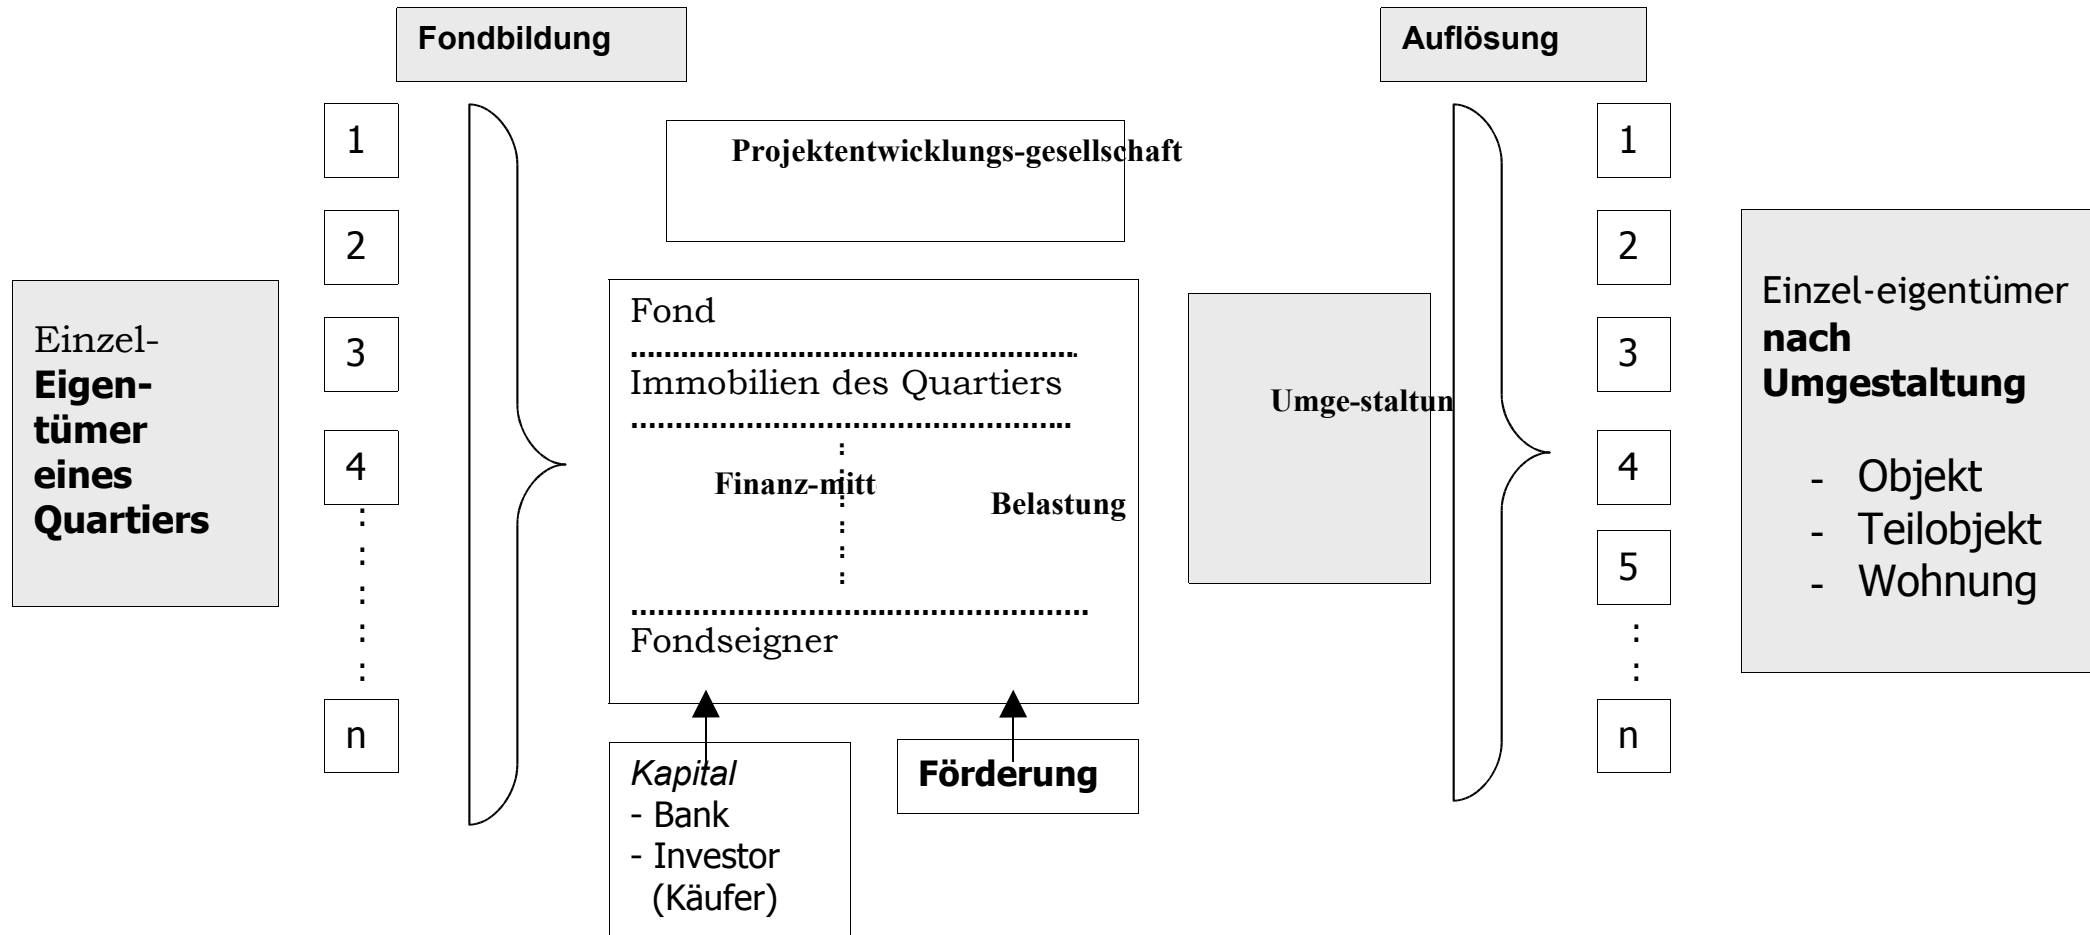 Fondbildung
Auflösung
Einzel-
Eigen-
tümer
eines
Quartiers
1
2
3
4
:
:
:
:
:
n
Projektentwicklungs-gesellschaft
Fond
Immobilien des Quartiers
Finanz-mitt
Belastung
Fondseigner
Kapital
- Bank
- Investor
(Käufer)
Förderung
Umge-staltun
1
2
3
4
5
:
:
n
Einzel-eigentümer
nach
Umgestaltung
- Objekt
- Teilobjekt
- Wohnung